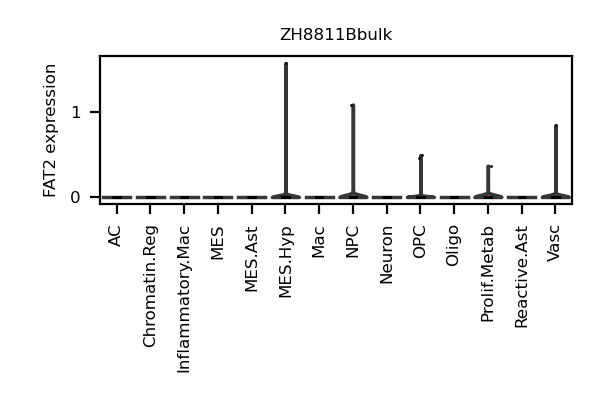 ZH8811Bbulk
FAT2 expression
1
0
AC
Chromatin.Reg
Inflammatory.Mac
MES
MES.Ast
MES.Hyp
Mac
NPC
Neuron
OPC
Oligo
Prolif.Metab
Reactive.Ast
Vasc